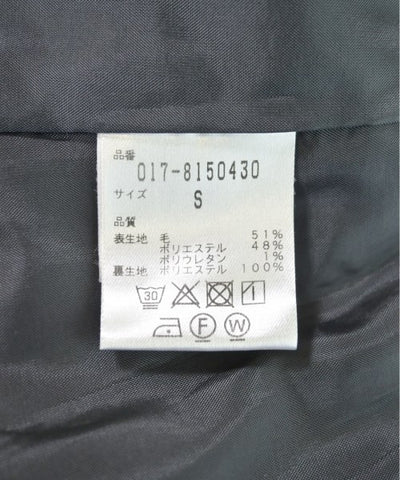 品番
017-8150430
サイズ
S
品質
表生地 毛 51%
ポリエステル 48%
ポリウレタン 1%
裏生地 ポリエステル 100%
30
F W